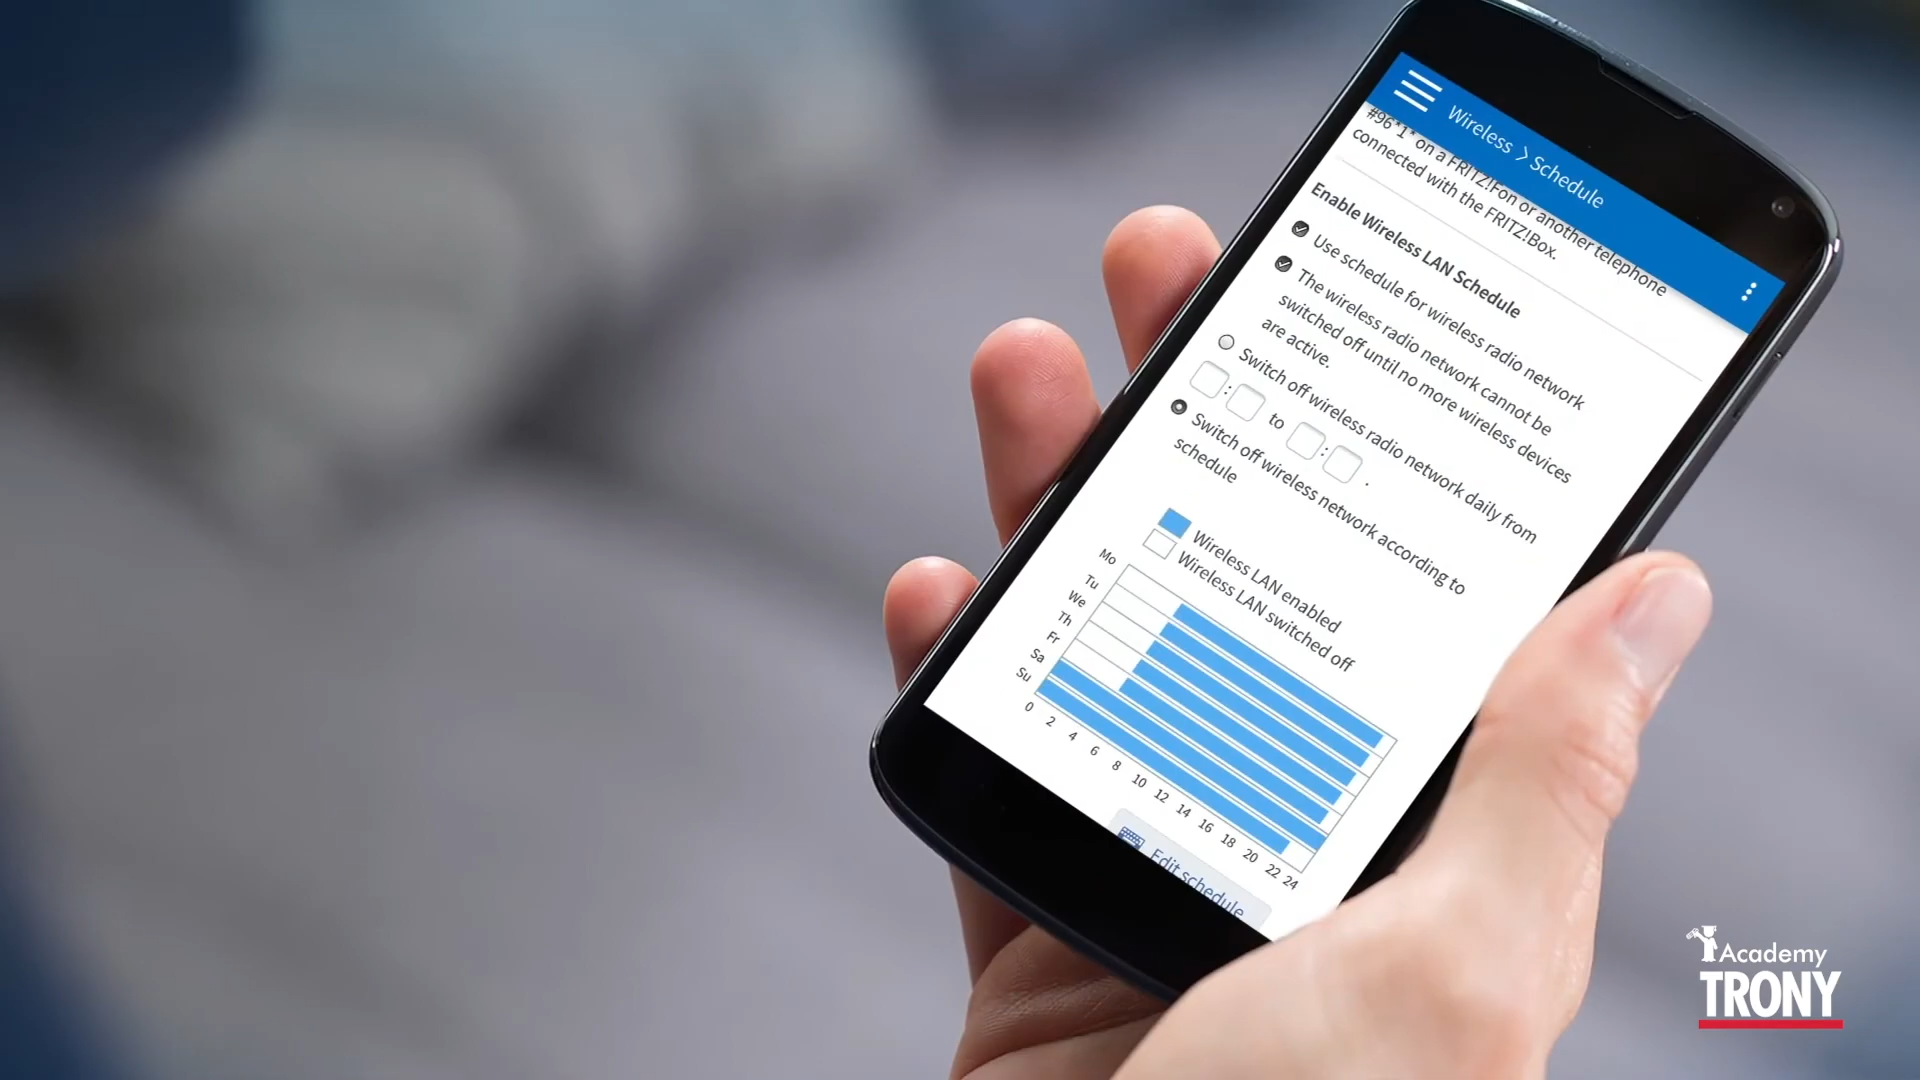 Wireless > Schedule
#96*1* on a FRITZ!Fon or another telephone
connected with the FRITZ!Box.
Enable Wireless LAN Schedule
Use schedule for wireless radio network
The wireless radio network cannot be
switched off until no more wireless devices
are active.
Switch off wireless radio network daily from
: to : .
Switch off wireless network according to
schedule
Wireless LAN enabled
Wireless LAN switched off
Mo
Tu
We
Th
Fr
Sa
Su
0 2 4 6 8 10 12 14 16 18 20 22 24
Edit schedule
Academy
TRONY